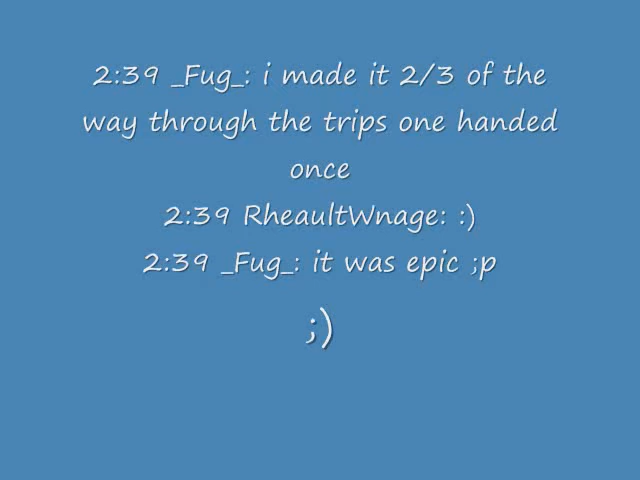 2:39 _Fug_: i made it 2/3 of the
way through the trips one handed
once
2:39 RheaultWnage: :)
2:39 _Fug_: it was epic ;p
;)